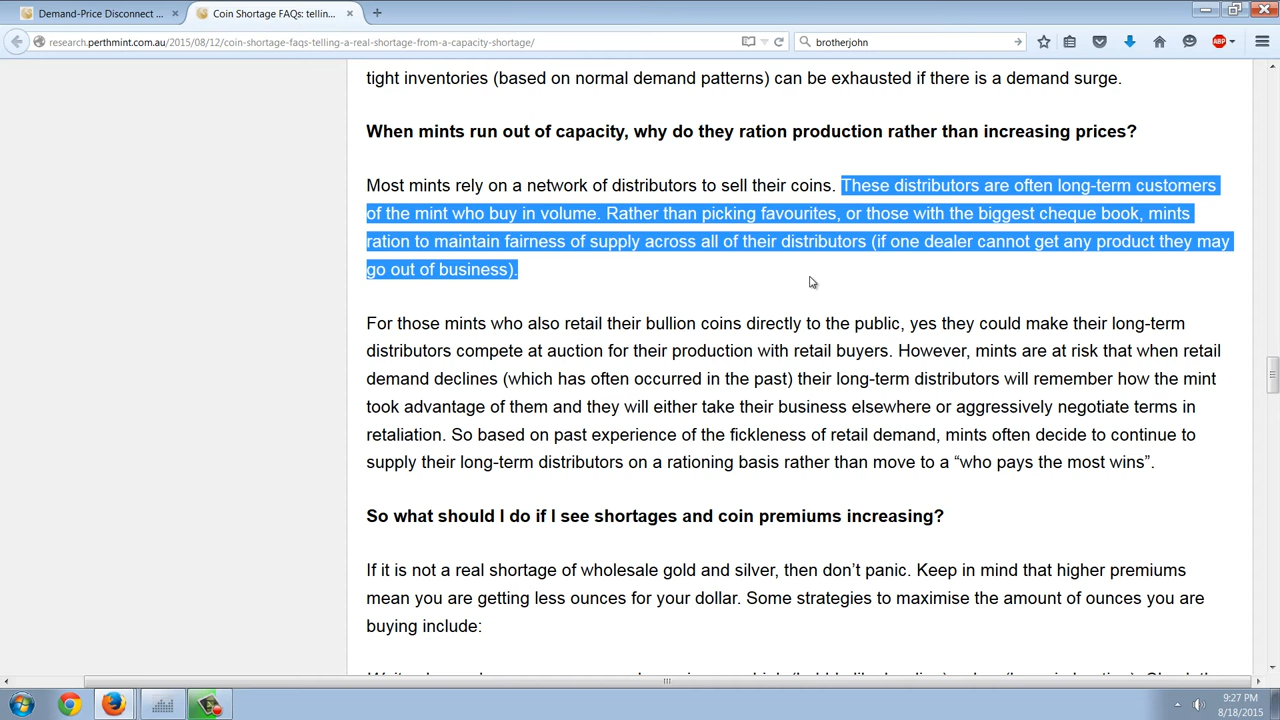 Demand-Price Disconnect ...
Coin Shortage FAQs: tellin...
research.perthmint.com.au/2015/08/12/coin-shortage-faqs-telling-a-real-shortage-from-a-capacity-shortage/
brotherjohn
ABP
tight inventories (based on normal demand patterns) can be exhausted if there is a demand surge.
When mints run out of capacity, why do they ration production rather than increasing prices?
Most mints rely on a network of distributors to sell their coins. These distributors are often long-term customers
of the mint who buy in volume. Rather than picking favourites, or those with the biggest cheque book, mints
ration to maintain fairness of supply across all of their distributors (if one dealer cannot get any product they may
go out of business).
For those mints who also retail their bullion coins directly to the public, yes they could make their long-term
distributors compete at auction for their production with retail buyers. However, mints are at risk that when retail
demand declines (which has often occurred in the past) their long-term distributors will remember how the mint
took advantage of them and they will either take their business elsewhere or aggressively negotiate terms in
retaliation. So based on past experience of the fickleness of retail demand, mints often decide to continue to
supply their long-term distributors on a rationing basis rather than move to a “who pays the most wins”.
So what should I do if I see shortages and coin premiums increasing?
If it is not a real shortage of wholesale gold and silver, then don’t panic. Keep in mind that higher premiums
mean you are getting less ounces for your dollar. Some strategies to maximise the amount of ounces you are
buying include:
9:27 PM
8/18/2015